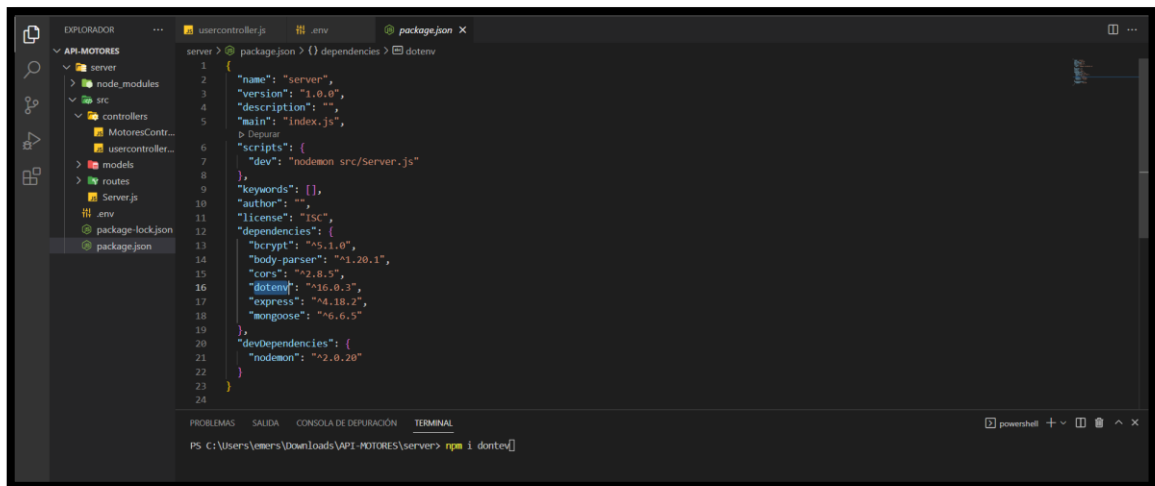 EXPLORADOR ···
usercontroller.js .env package.json
API-MOTORES
server > package.json > {} dependencies > dotenv
server
node_modules
src
controllers
MotoresContr...
usercontroller...
models
routes
Server.js
.env
package-lock.json
package.json
1 {
2 "name": "server",
3 "version": "1.0.0",
4 "description": "",
5 "main": "index.js",
Depurar
6 "scripts": {
7 "dev": "nodemon src/Server.js"
8 },
9 "keywords": [],
10 "author": "",
11 "license": "ISC",
12 "dependencies": {
13 "bcrypt": "^5.1.0",
14 "body-parser": "^1.20.1",
15 "cors": "^2.8.5",
16 "dotenv": "^16.0.3",
17 "express": "^4.18.2",
18 "mongoose": "^6.6.5"
19 },
20 "devDependencies": {
21 "nodemon": "^2.0.20"
22 }
23 }
24
PROBLEMAS SALIDA CONSOLA DE DEPURACIÓN TERMINAL powershell
PS C:\Users\emers\Downloads\API-MOTORES\server> npm i dontev